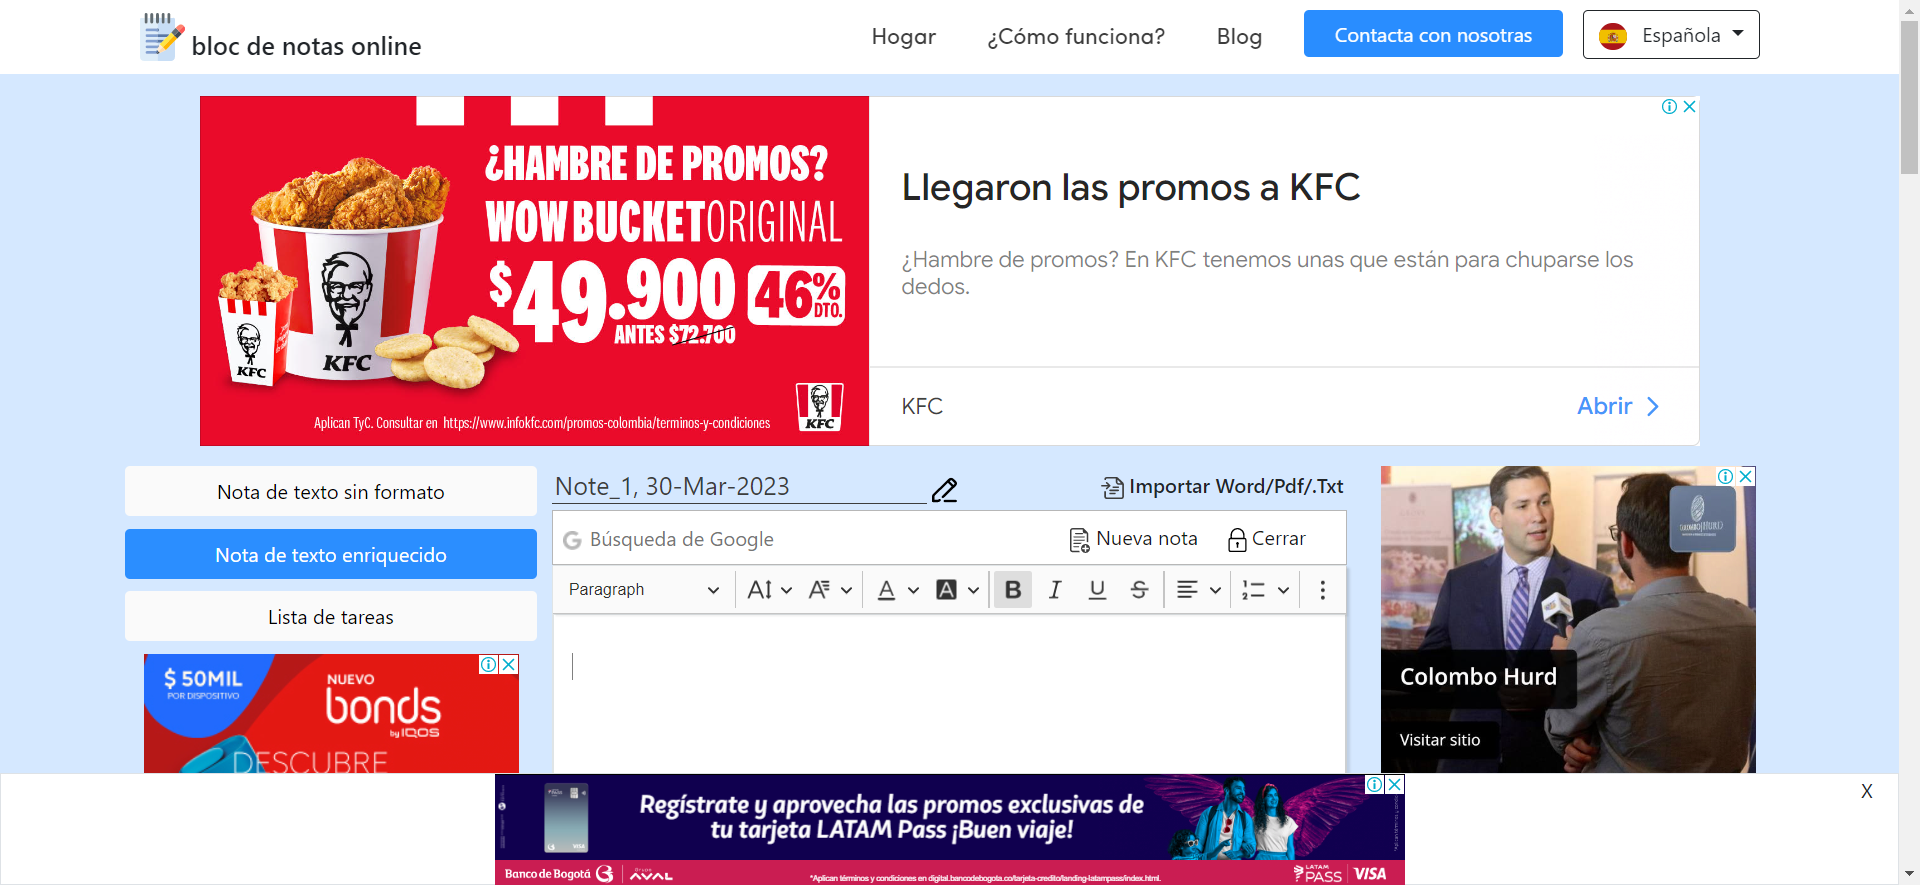 bloc de notas online
Hogar
¿Cómo funciona?
Blog
Contacta con nosotras
Española
¿HAMBRE DE PROMOS?
WOW BUCKET ORIGINAL
$49.900
46% DTO.
ANTES $72.700
KFC
KFC
KFC
Aplican TyC. Consultar en https://www.infokfc.com/promos-colombia/terminos-y-condiciones
Llegaron las promos a KFC
¿Hambre de promos? En KFC tenemos unas que están para chuparse los
dedos.
KFC
Abrir
Nota de texto sin formato
Nota de texto enriquecido
Lista de tareas
Note_1, 30-Mar-2023
Importar Word/Pdf/.Txt
Búsqueda de Google
Nueva nota
Cerrar
Paragraph
$ 50MIL
POR DISPOSITIVO
NUEVO
bonds
by IQOS
DESCUBRE
Colombo Hurd
Visitar sitio
X
Regístrate y aprovecha las promos exclusivas de
tu tarjeta LATAM Pass ¡Buen viaje!
Banco de Bogotá
AVAL
*Aplican términos y condiciones en digital.bancodebogota.co/tarjeta-credito/landing-latampass/index.html.
LATAM
PASS
VISA